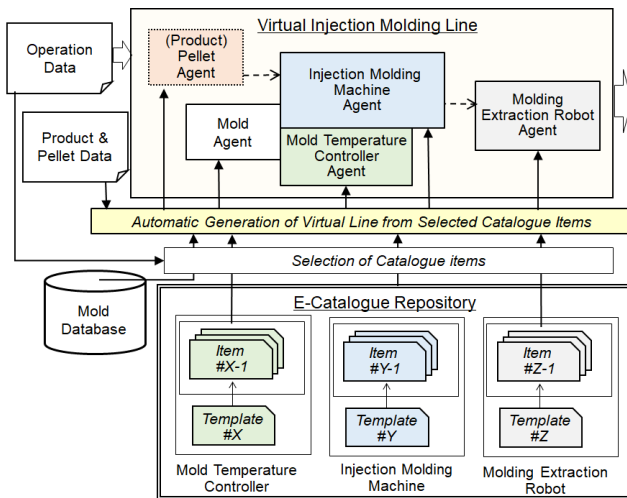 Virtual Injection Molding Line
Operation
Data
(Product)
Pellet
Agent
Injection Molding
Machine
Agent
Molding
Extraction Robot
Agent
Product &
Pellet Data
Mold
Agent
Mold Temperature
Controller
Agent
Automatic Generation of Virtual Line from Selected Catalogue Items
Selection of Catalogue items
Mold
Database
E-Catalogue Repository
Item
#X-1
Item
#Y-1
Item
#Z-1
Template
#X
Template
#Y
Template
#Z
Mold Temperature
Controller
Injection Molding
Machine
Molding Extraction
Robot